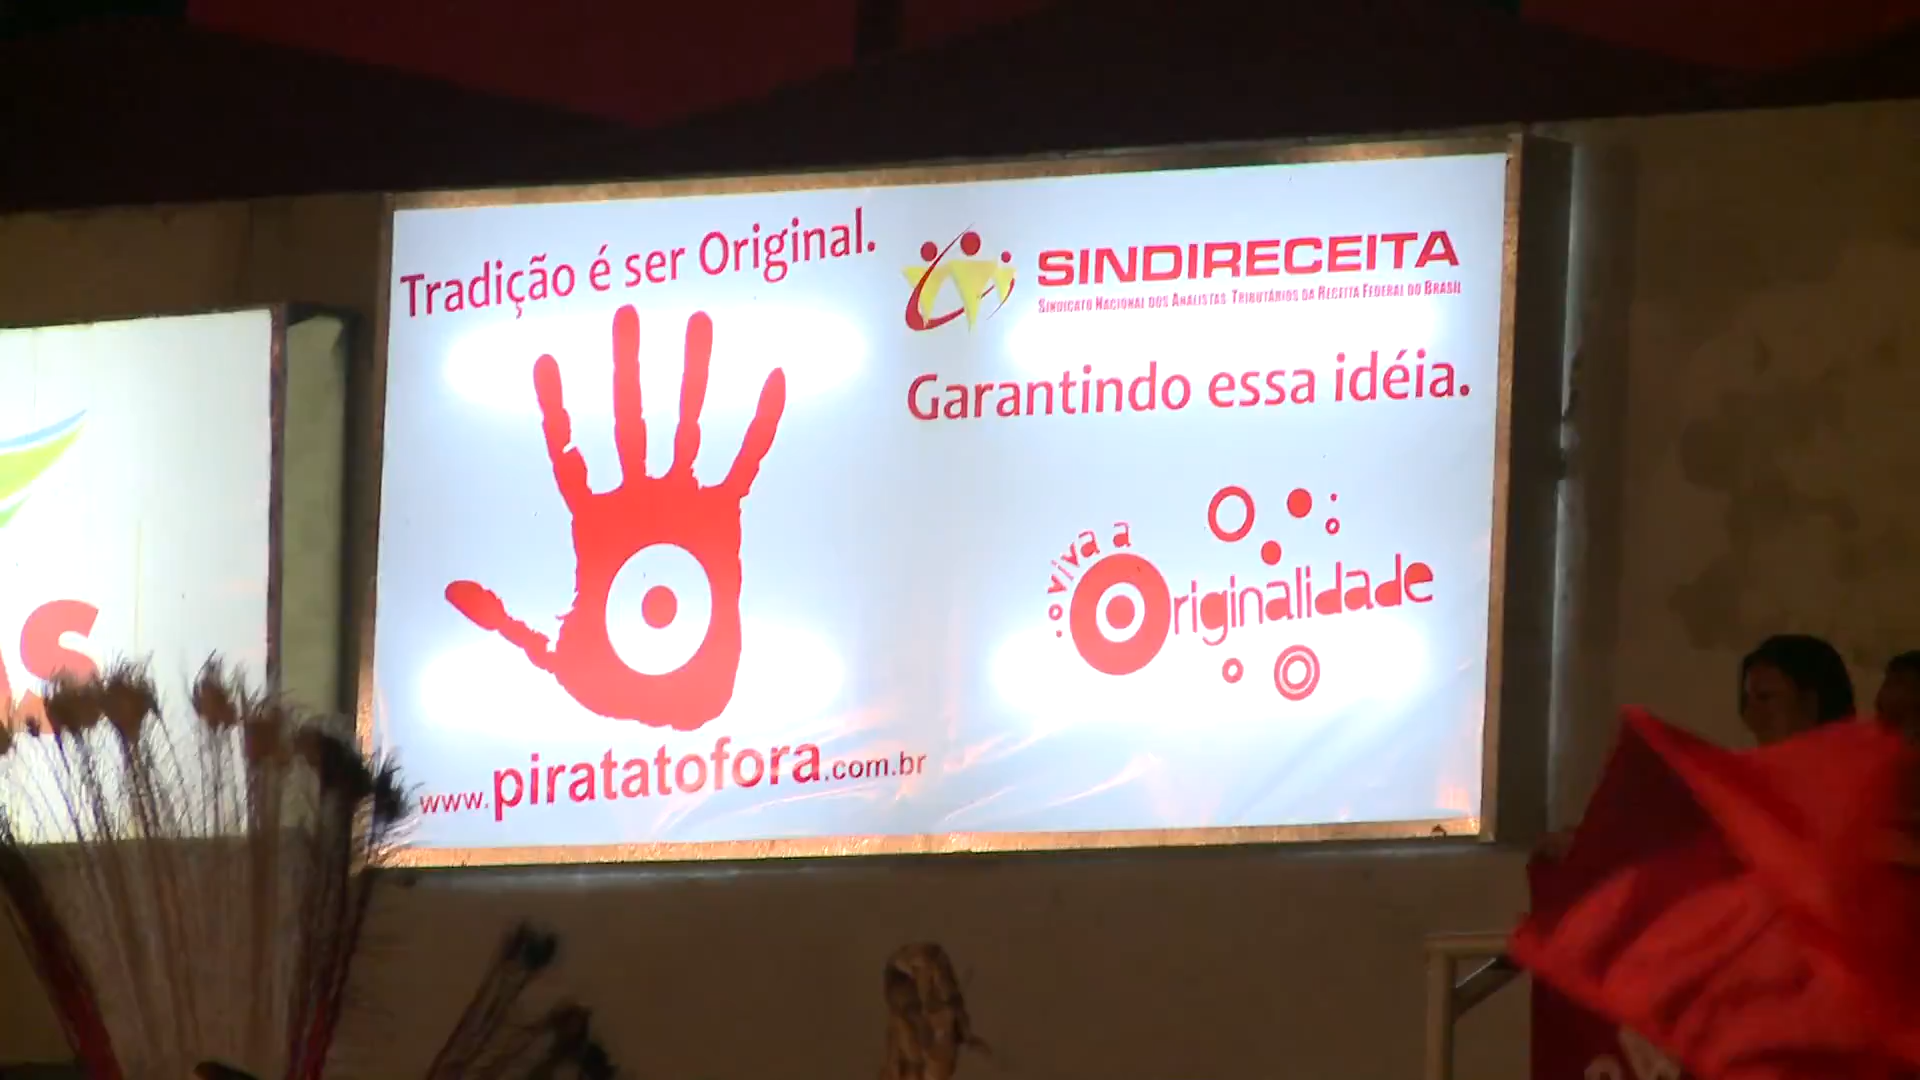 Tradição é ser Original.
www.piratatofora.com.br
SINDIRECEITA
SINDICATO NACIONAL DOS ANALISTAS TRIBUTÁRIOS DA RECEITA FEDERAL DO BRASIL
Garantindo essa idéia.
viva a
Originalidade
AS